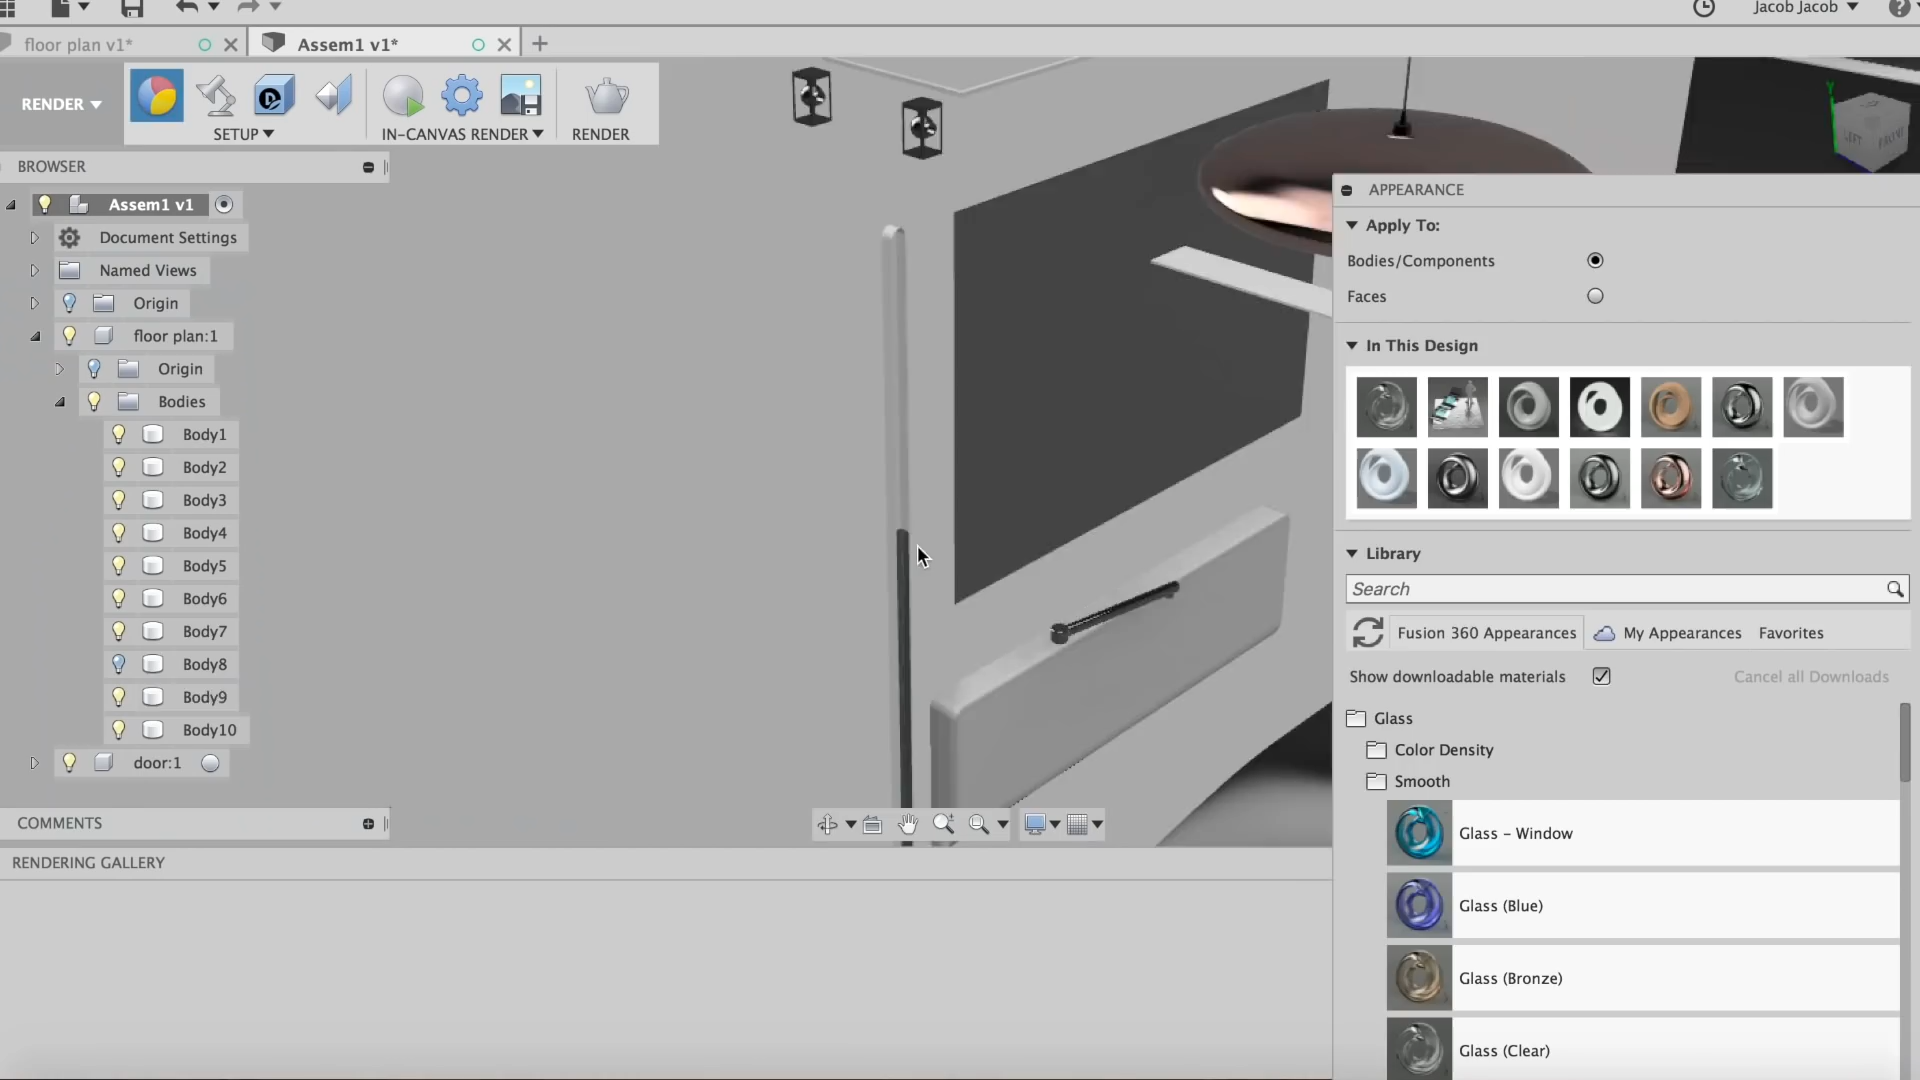 Jacob Jacob
floor plan v1*
Assem1 v1*
RENDER
SETUP
IN-CANVAS RENDER
RENDER
BROWSER
Assem1 v1
Document Settings
Named Views
Origin
floor plan:1
Origin
Bodies
Body1
Body2
Body3
Body4
Body5
Body6
Body7
Body8
Body9
Body10
door:1
COMMENTS
RENDERING GALLERY
Y
LEFT
APPEARANCE
Apply To:
Bodies/Components
Faces
In This Design
Library
Search
Fusion 360 Appearances
My Appearances
Favorites
Show downloadable materials
Cancel all Downloads
Glass
Color Density
Smooth
Glass - Window
Glass (Blue)
Glass (Bronze)
Glass (Clear)